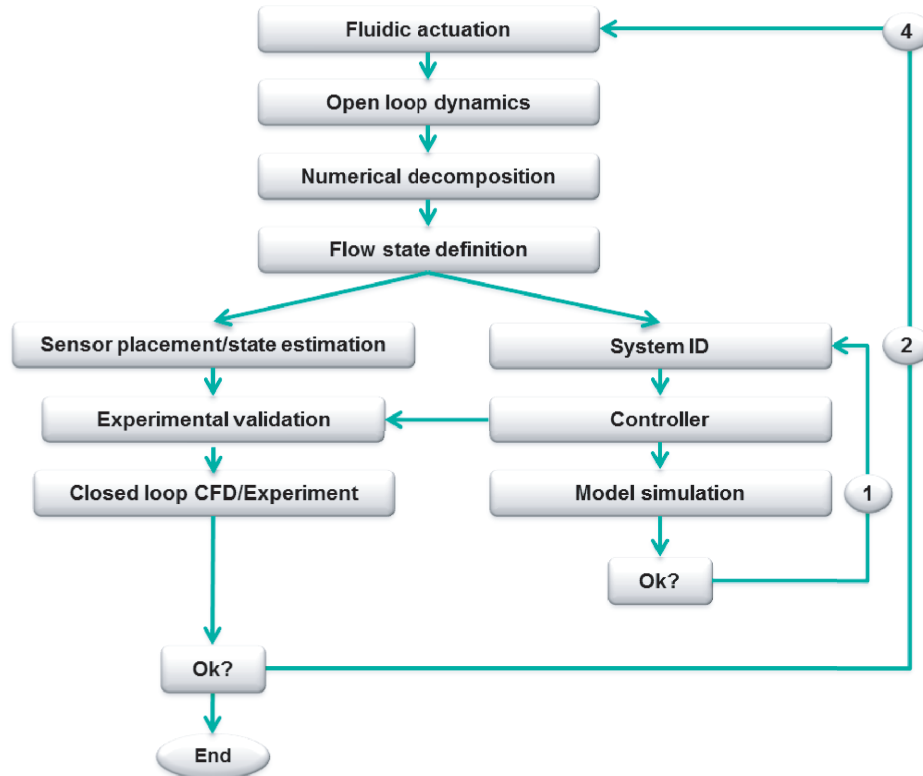 Fluidic actuation
4
Open loop dynamics
Numerical decomposition
Flow state definition
Sensor placement/state estimation
System ID
2
Experimental validation
Controller
Closed loop CFD/Experiment
Model simulation
1
Ok?
Ok?
End